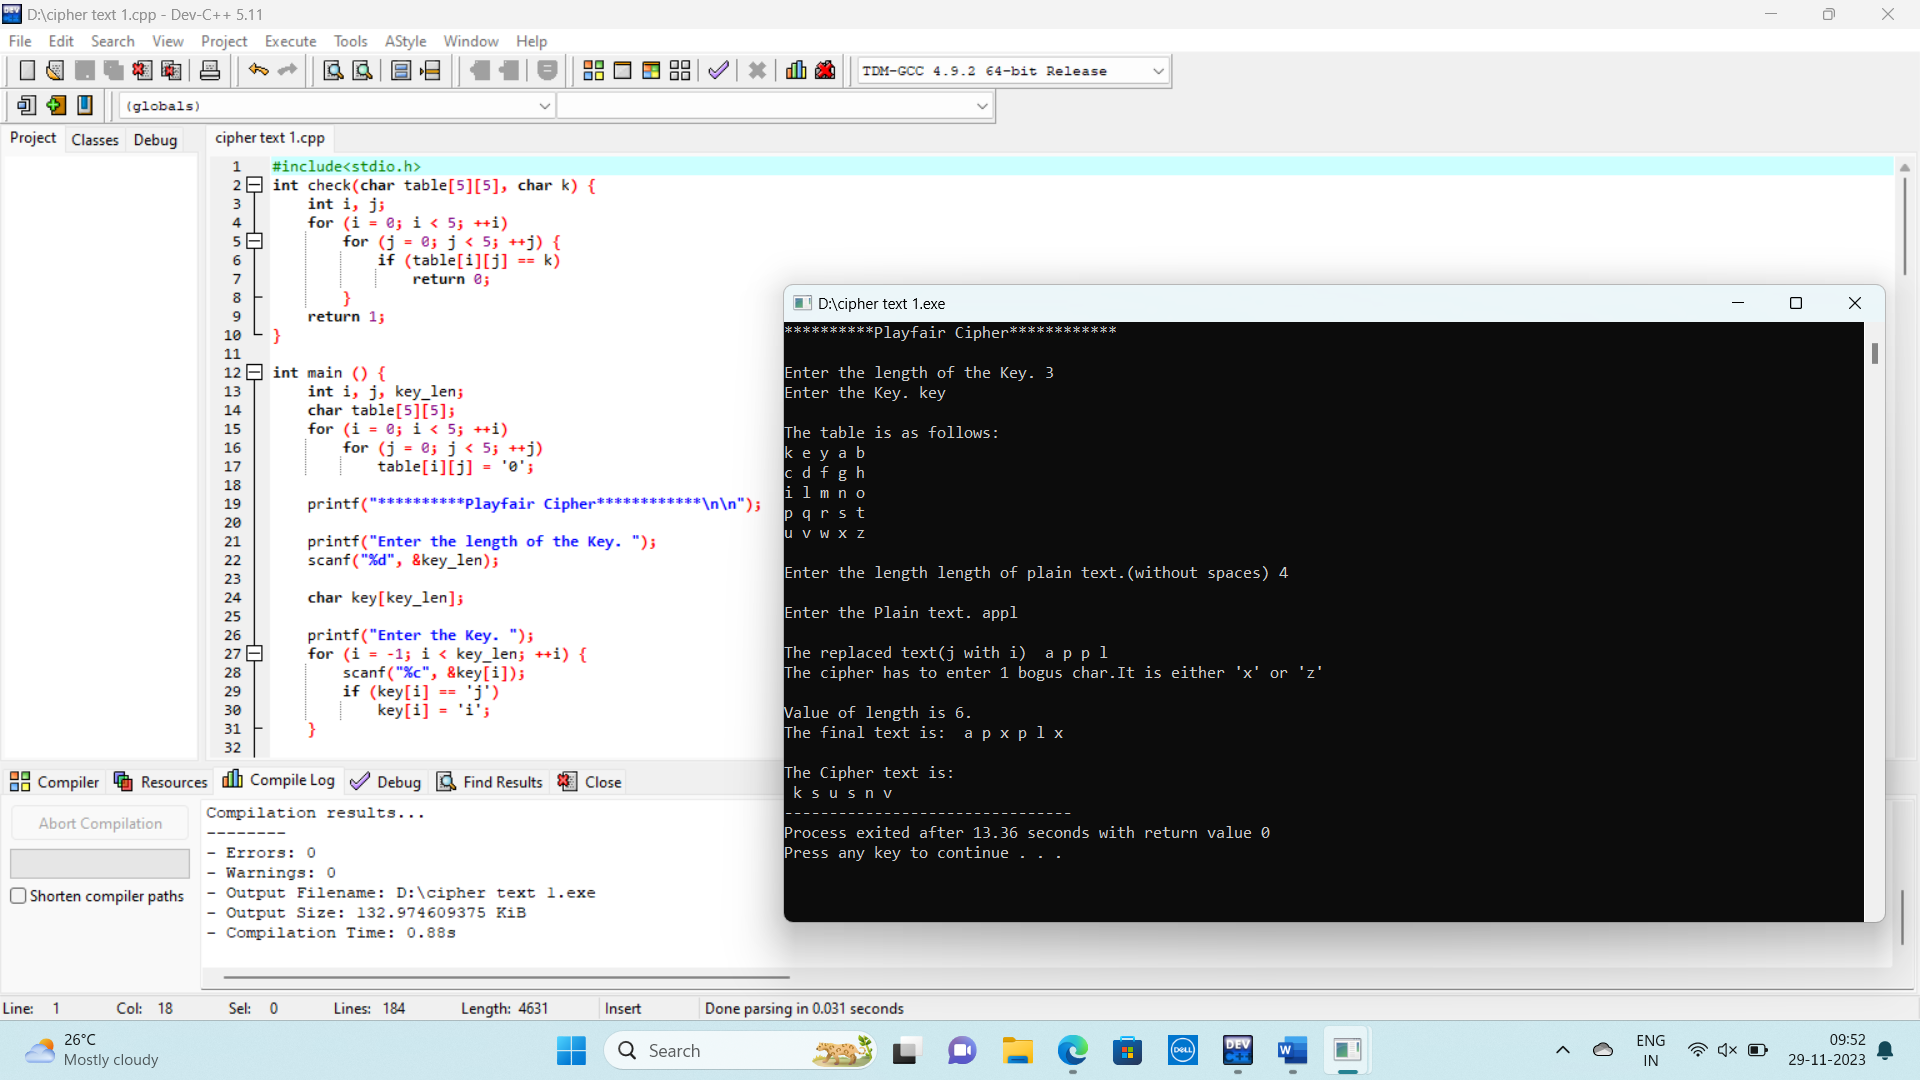 D:\cipher text 1.cpp - Dev-C++ 5.11
File Edit Search View Project Execute Tools AStyle Window Help
TDM-GCC 4.9.2 64-bit Release
(globals)
Project Classes Debug
cipher text 1.cpp
1 #include<stdio.h>
2 int check(char table[5][5], char k) {
3 int i, j;
4 for (i = 0; i < 5; ++i)
5 for (j = 0; j < 5; ++j) {
6 if (table[i][j] == k)
7 return 0;
8 }
9 return 1;
10 }
11
12 int main () {
13 int i, j, key_len;
14 char table[5][5];
15 for (i = 0; i < 5; ++i)
16 for (j = 0; j < 5; ++j)
17 table[i][j] = '0';
18
19 printf("**********Playfair Cipher************\n\n");
20
21 printf("Enter the length of the Key. ");
22 scanf("%d", &key_len);
23
24 char key[key_len];
25
26 printf("Enter the Key. ");
27 for (i = -1; i < key_len; ++i) {
28 scanf("%c", &key[i]);
29 if (key[i] == 'j')
30 key[i] = 'i';
31 }
32
D:\cipher text 1.exe
**********Playfair Cipher************
Enter the length of the Key. 3
Enter the Key. key
The table is as follows:
k e y a b
c d f g h
i l m n o
p q r s t
u v w x z
Enter the length length of plain text.(without spaces) 4
Enter the Plain text. appl
The replaced text(j with i)  a p p l
The cipher has to enter 1 bogus char.It is either 'x' or 'z'
Value of length is 6.
The final text is:  a p x p l x
The Cipher text is:
k s u s n v
--------------------------------
Process exited after 13.36 seconds with return value 0
Press any key to continue . . .
Compiler Resources Compile Log Debug Find Results Close
Abort Compilation
Shorten compiler paths
Compilation results...
--------
- Errors: 0
- Warnings: 0
- Output Filename: D:\cipher text 1.exe
- Output Size: 132.974609375 KiB
- Compilation Time: 0.88s
Line: 1 Col: 18 Sel: 0 Lines: 184 Length: 4631 Insert Done parsing in 0.031 seconds
26°C
Mostly cloudy
Search
DELL
DEV
C++
W
ENG
IN
09:52
29-11-2023